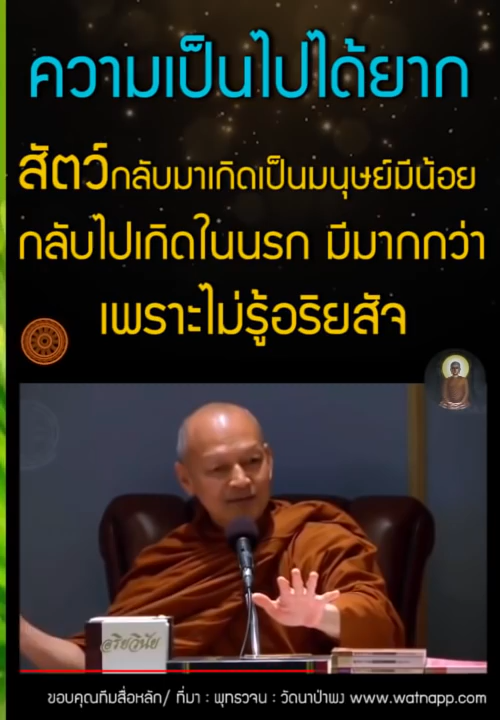 ความเป็นไปได้ยาก
สัตว์กลับมาเกิดเป็นมนุษย์มีน้อย
กลับไปเกิดในนรก มีมากกว่า
เพราะไม่รู้อริยสัจ
อริยวินัย
ขอบคุณทีมสื่อหลัก/ ที่มา : พุทธวจน : วัดนาป่าพง www.watnapp.com